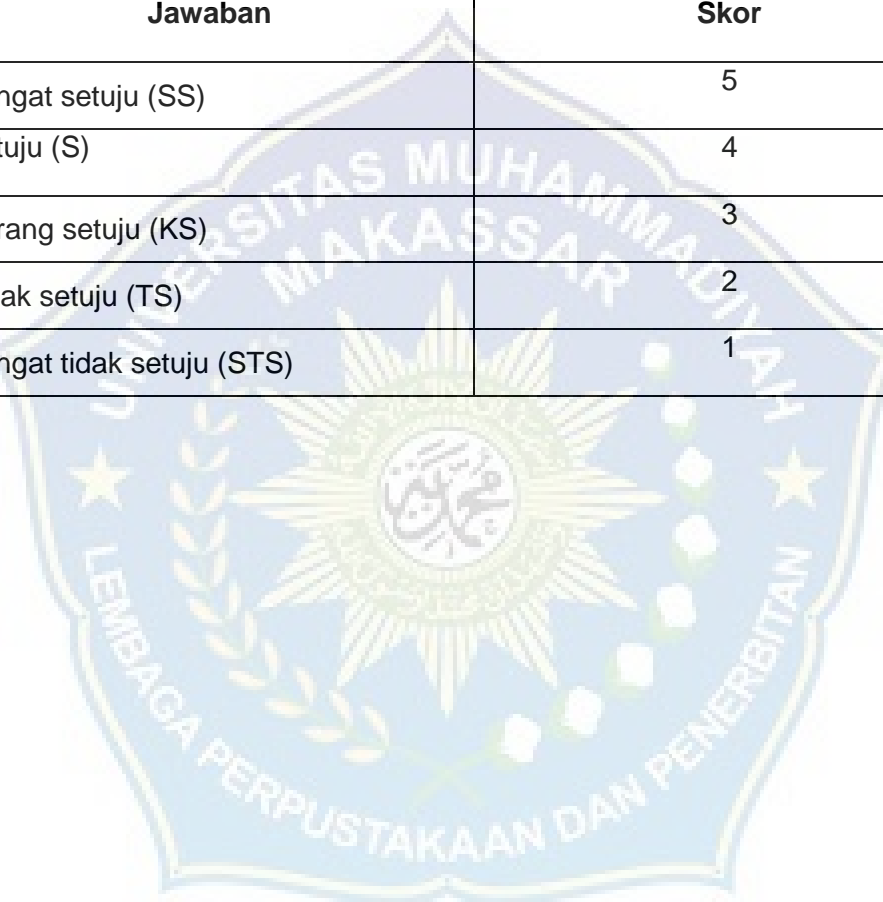 Jawaban Skor
ngat setuju (SS) 5
tuju (S) 4
rang setuju (KS) 3
ak setuju (TS) 2
ngat tidak setuju (STS) 1
UNIVERSITAS MUHAMMADIYAH
MAKASSAR
LEMBAGA PERPUSTAKAAN DAN PENERBITAN